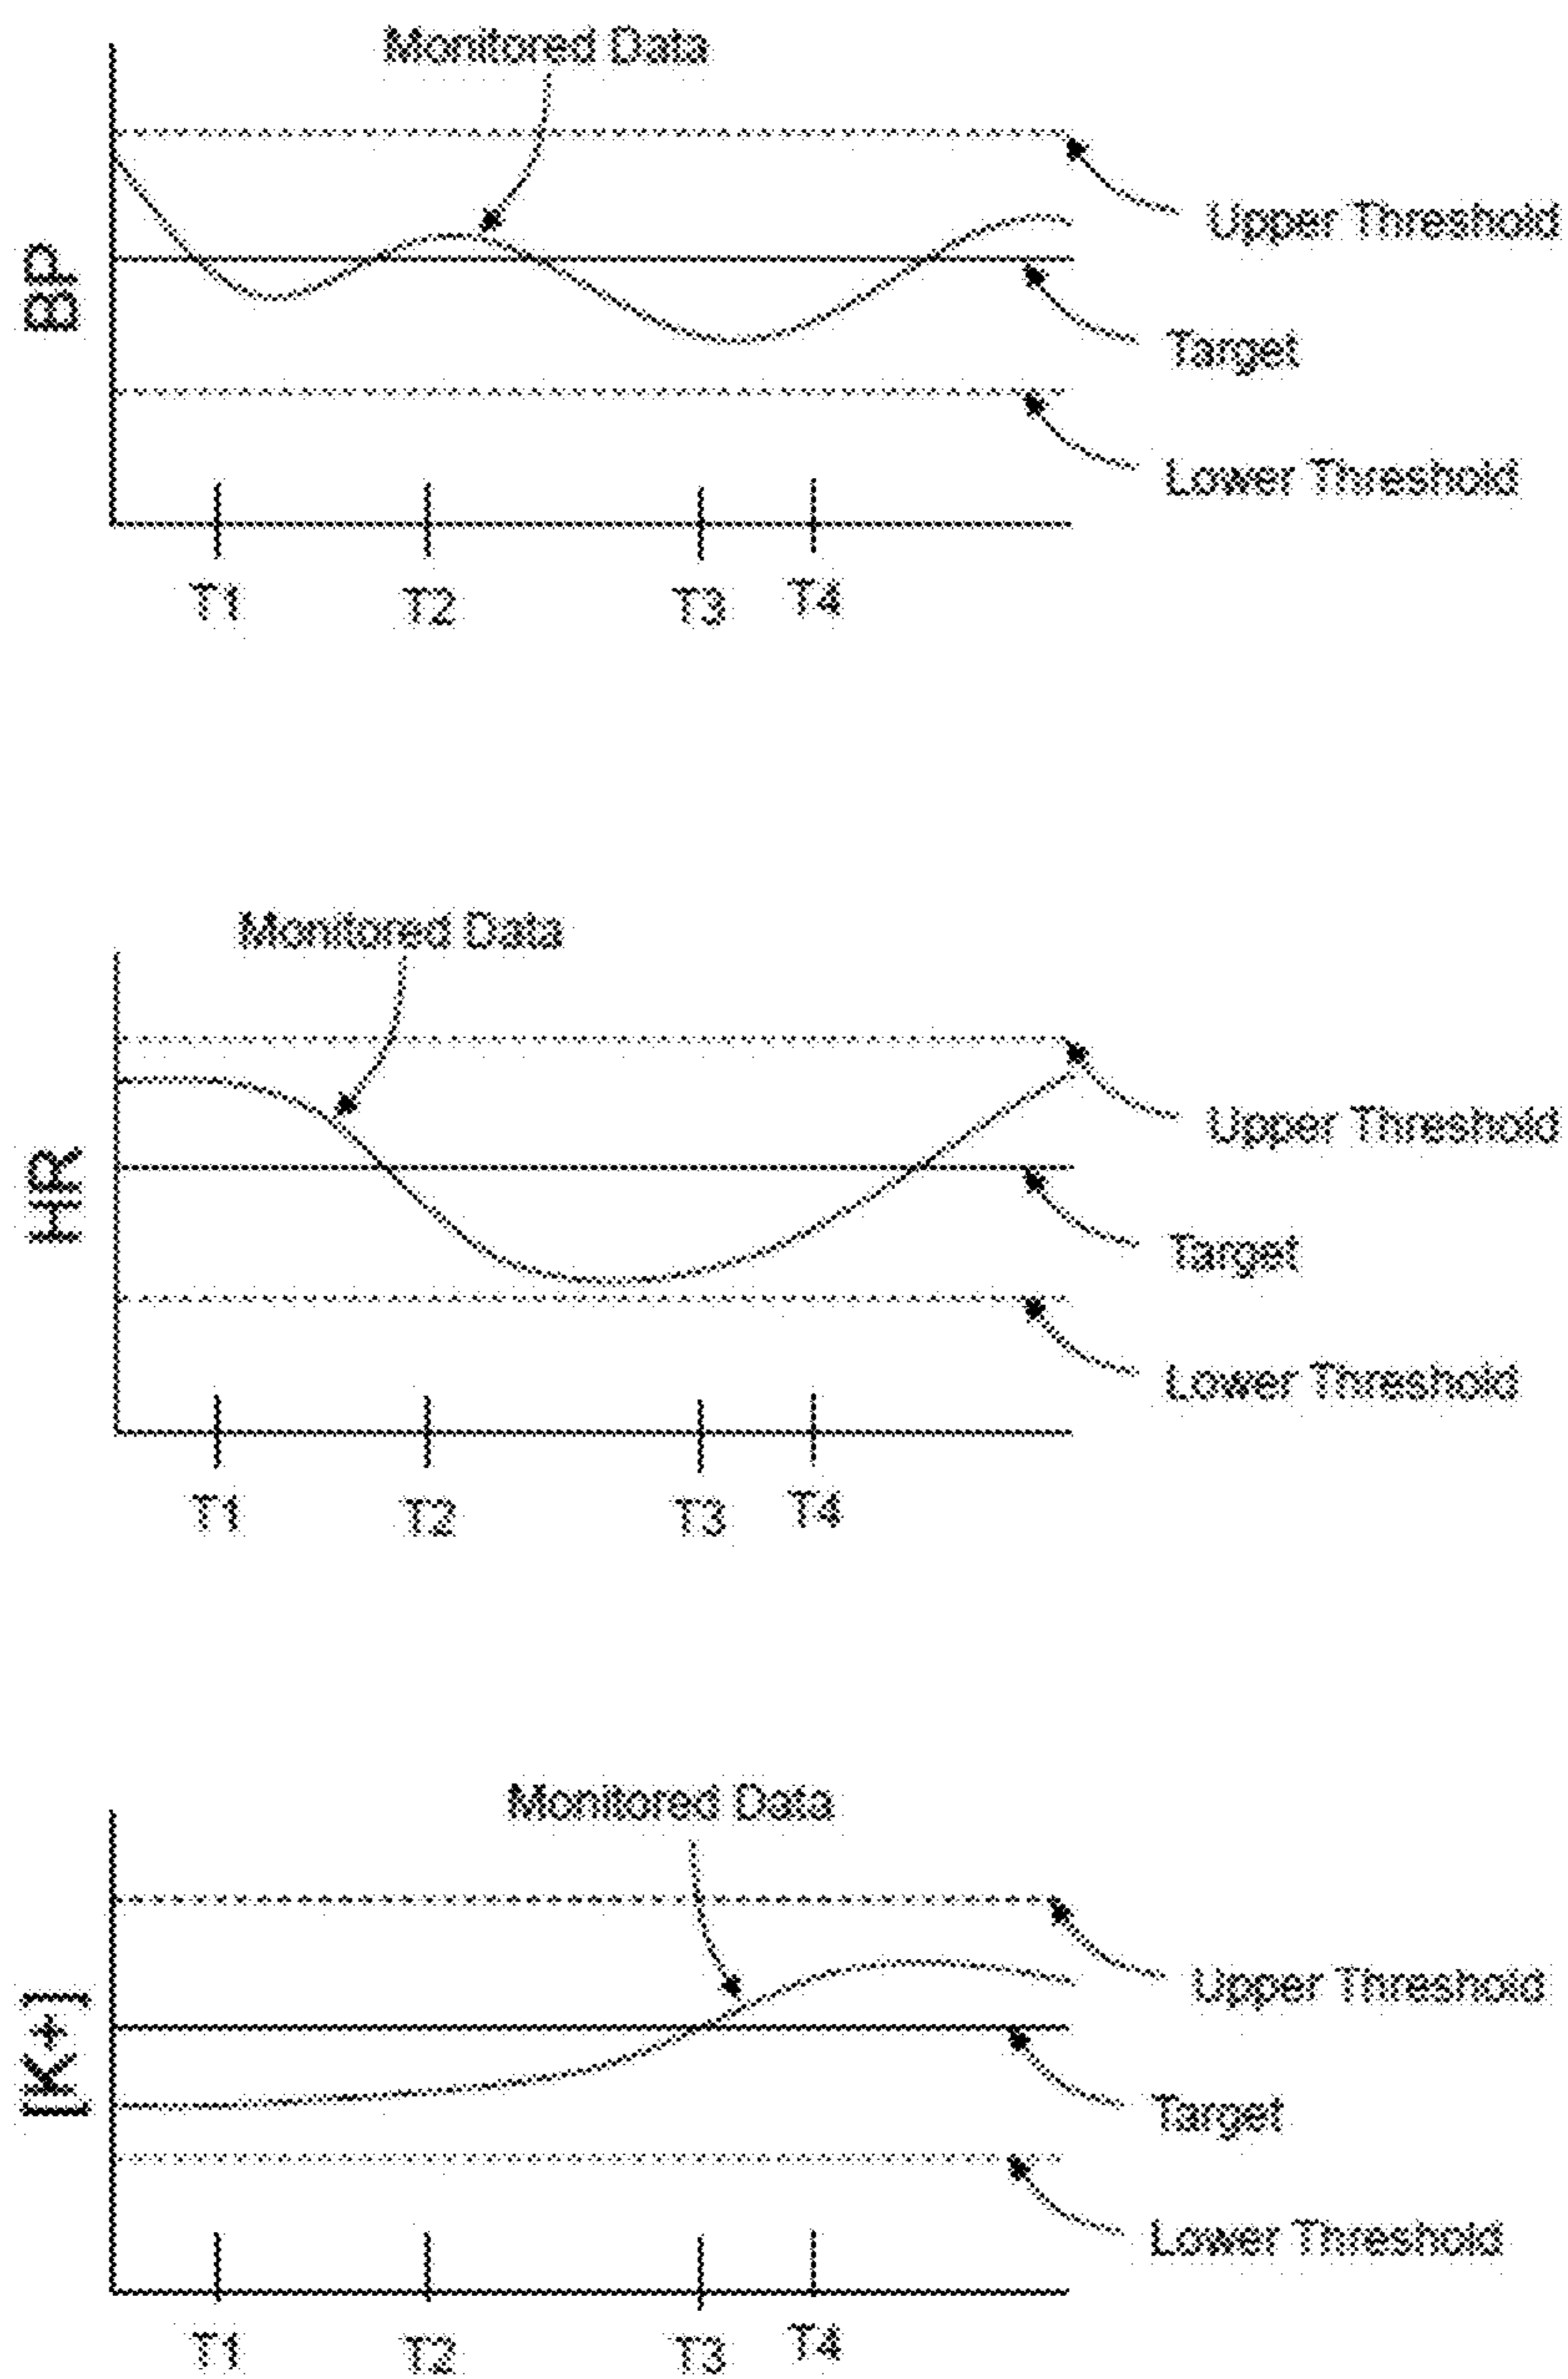 Monitored Data
Upper Threshold
BP
Target
Lower Threshold
T1 T2 T3 T4
Monitored Data
Upper Threshold
HR
Target
Lower Threshold
T1 T2 T3 T4
Monitored Data
Upper Threshold
[K+]
Target
Lower Threshold
T1 T2 T3 T4